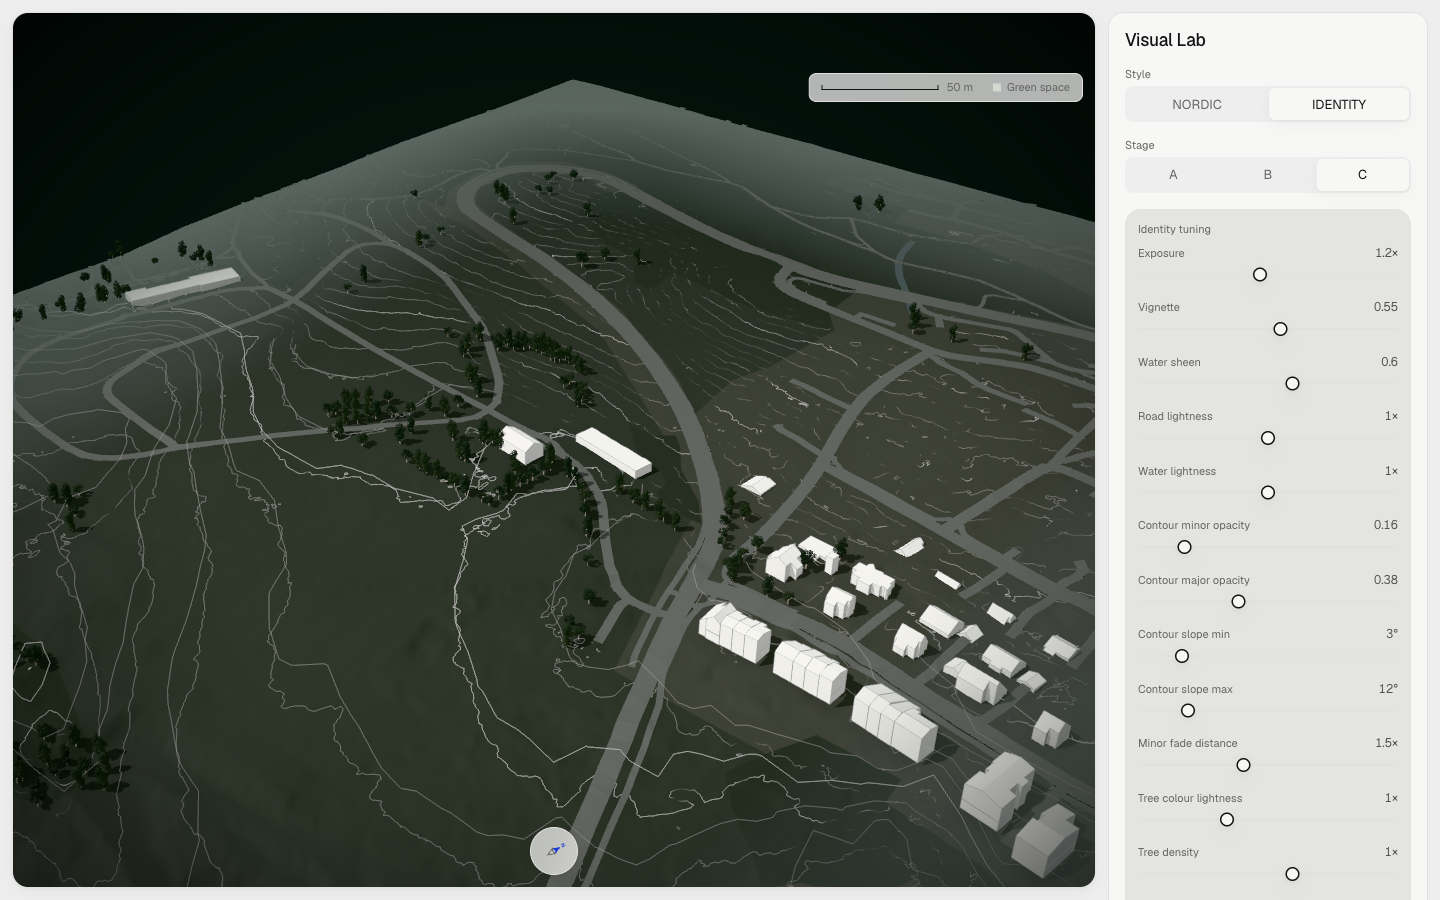 50 m
Green space
Visual Lab
Style
NORDIC
IDENTITY
Stage
A
B
C
Identity tuning
Exposure
1.2×
Vignette
0.55
Water sheen
0.6
Road lightness
1×
Water lightness
1×
Contour minor opacity
0.16
Contour major opacity
0.38
Contour slope min
3°
Contour slope max
12°
Minor fade distance
1.5×
Tree colour lightness
1×
Tree density
1×